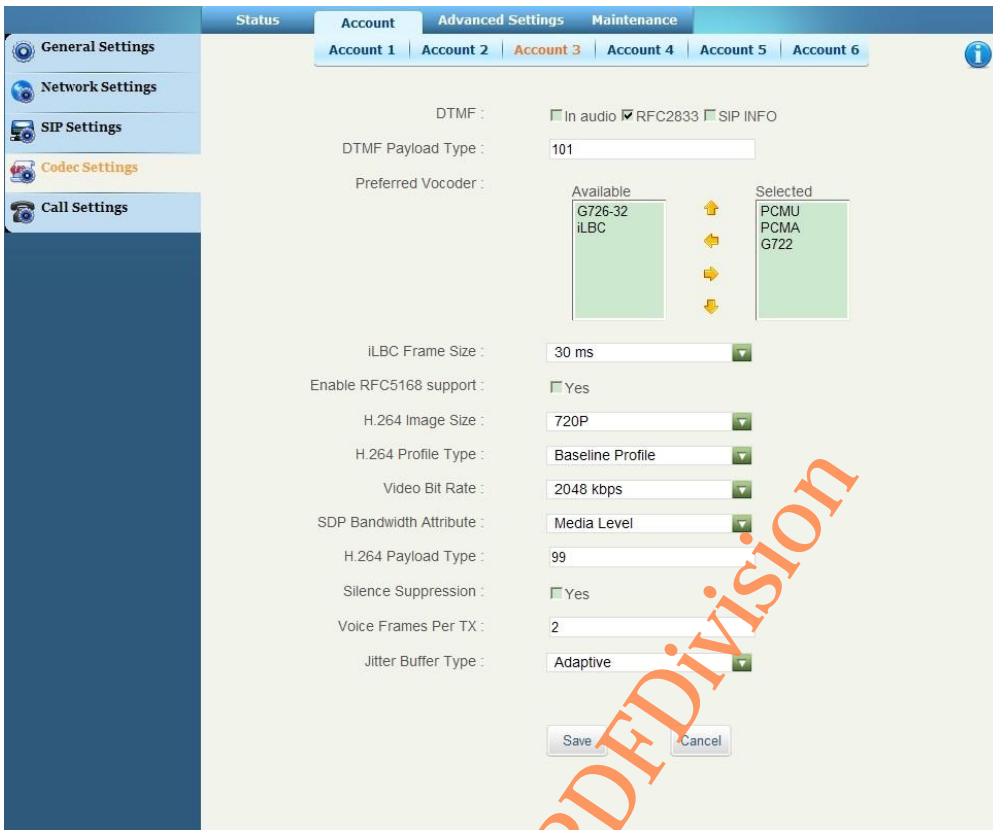 Status Account Advanced Settings Maintenance
Account 1 Account 2 Account 3 Account 4 Account 5 Account 6
General Settings
Network Settings
SIP Settings
Codec Settings
Call Settings
DTMF : In audio RFC2833 SIP INFO
DTMF Payload Type : 101
Preferred Vocoder :
Available Selected
G726-32 PCMU
iLBC PCMA
G722
iLBC Frame Size : 30 ms
Enable RFC5168 support : Yes
H.264 Image Size : 720P
H.264 Profile Type : Baseline Profile
Video Bit Rate : 2048 kbps
SDP Bandwidth Attribute : Media Level
H.264 Payload Type : 99
Silence Suppression : Yes
Voice Frames Per TX : 2
Jitter Buffer Type : Adaptive
Save Cancel
PDFDivision